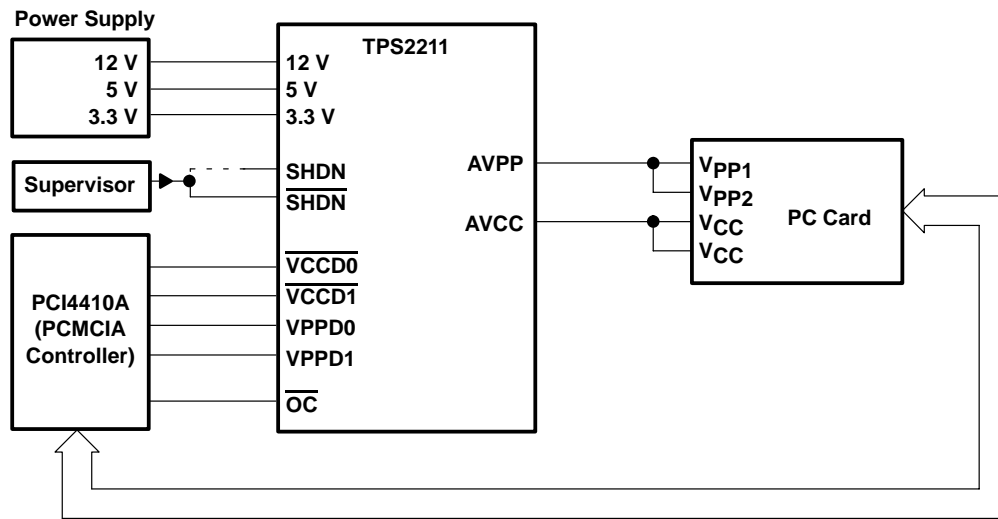 Power Supply
12 V
5 V
3.3 V
Supervisor
PCI4410A
(PCMCIA
Controller)
TPS2211
12 V
5 V
3.3 V
SHDN
SHDN
VCCD0
VCCD1
VPPD0
VPPD1
OC
AVPP
AVCC
VPP1
VPP2
VCC
VCC
PC Card